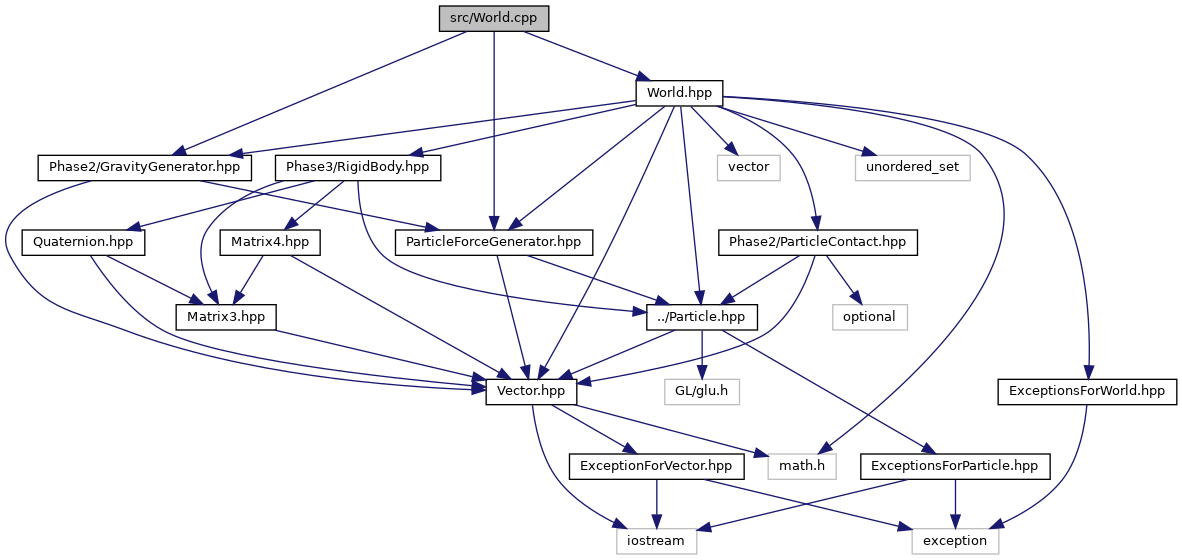 src/World.cpp
World.hpp
Phase2/GravityGenerator.hpp
Phase3/RigidBody.hpp
vector
unordered_set
Quaternion.hpp
Matrix4.hpp
ParticleForceGenerator.hpp
Phase2/ParticleContact.hpp
Matrix3.hpp
../Particle.hpp
optional
Vector.hpp
GL/glu.h
ExceptionsForWorld.hpp
ExceptionForVector.hpp
math.h
ExceptionsForParticle.hpp
iostream
exception